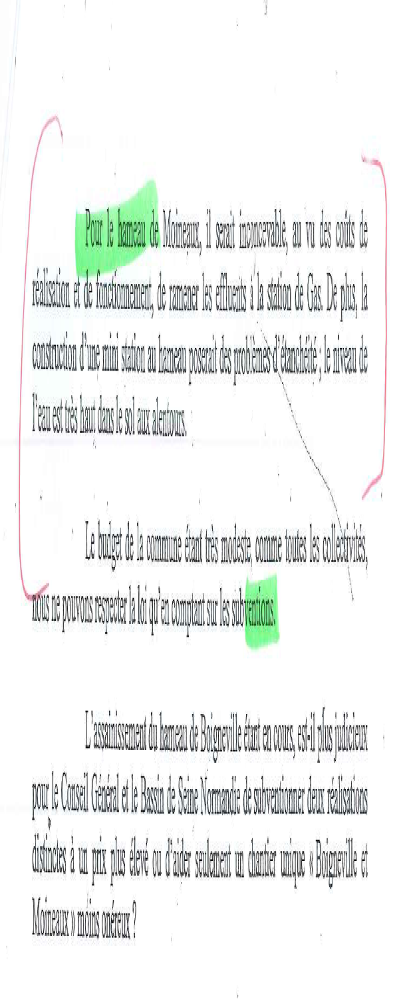 Pour le hameau de Moineaux, il serait inconcevable, au vu des coûts de
réalisation et de fonctionnement, de ramener les effluents à la station de Gas. De plus, la
construction d'une mini station au hameau poserait des problèmes d'étanchéité ; le niveau de
l'eau est très haut dans le sol aux alentours.
Le budget de la commune étant très modeste, comme toutes les collectivités,
nous ne pouvons respecter la loi qu'en comptant sur les subventions.
L'assainissement du hameau de Boigneville étant en cours, est-il plus judicieux
pour le Conseil Général et le Bassin de Seine Normandie de subventionner deux réalisations
distinctes à un prix plus élevé ou d'aider seulement un chantier unique « Boigneville et
Moineaux » moins onéreux ?